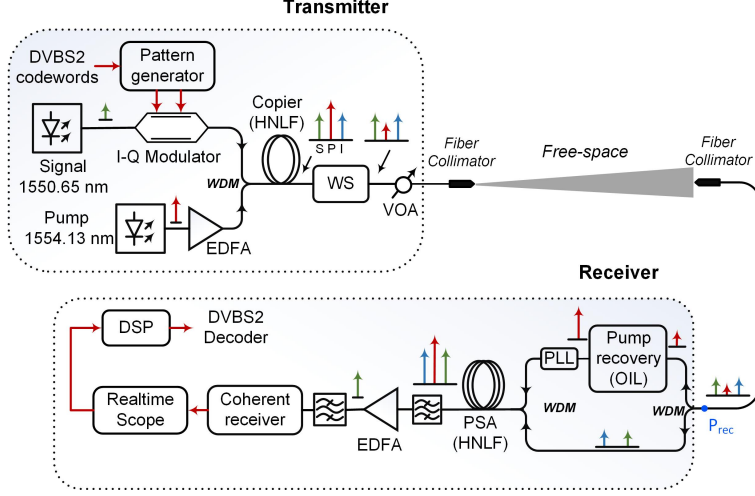 Transmitter
DVBS2
codewords
Pattern
generator
Signal
1550.65 nm
I-Q Modulator
Copier
(HNLF)
S P I
WDM
WS
VOA
Pump
1554.13 nm
EDFA
Fiber
Collimator
Free-space
Fiber
Collimator
Receiver
DSP
DVBS2
Decoder
Realtime
Scope
Coherent
receiver
EDFA
PSA
(HNLF)
PLL
Pump
recovery
(OIL)
WDM
WDM
Prec